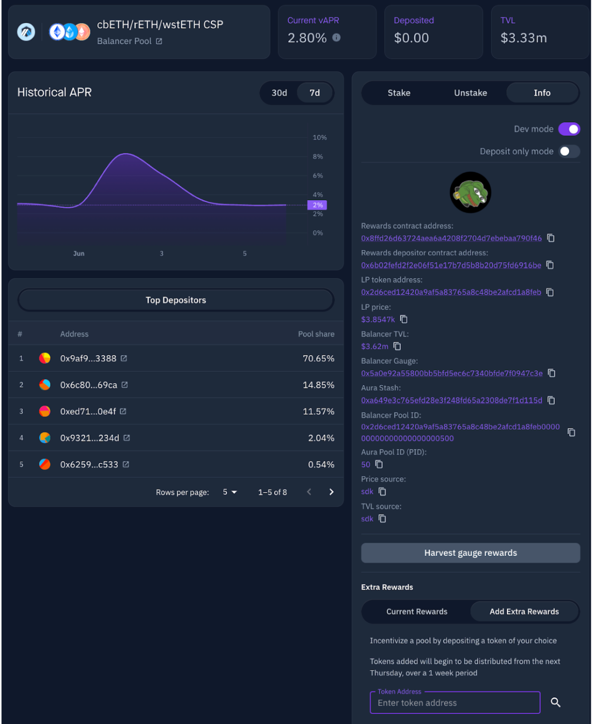 cbETH/rETH/wstETH CSP
Balancer Pool
Current vAPR
2.80%
Deposited
$0.00
TVL
$3.33m
Historical APR
30d
7d
10%
8%
6%
4%
2%
2%
0%
Jun
3
5
Top Depositors
# Address Pool share
1 0x9af9...3388 70.65%
2 0x6c80...69ca 14.85%
3 0xed71...0e4f 11.57%
4 0x9321...234d 2.04%
5 0x6259...c533 0.54%
Rows per page: 5 1–5 of 8
Stake
Unstake
Info
Dev mode
Deposit only mode
Rewards contract address:
0x8ffd26d63724aea6a4208f2704d7ebebaa790f46
Rewards depositor contract address:
0x6b02fefd2f2e06f51e17b7d5b8b20d75fd6916be
LP token address:
0x2d6ced12420a9af5a83765a8c48be2afcd1a8feb
LP price:
$3.8547k
Balancer TVL:
$3.62m
Balancer Gauge:
0x5a0e92a55800bb5bfd5ec6c7340bfde7f0947c3e
Aura Stash:
0xa649e3c765efd28e3f248fd65a2308de7f1d115d
Balancer Pool ID:
0x2d6ced12420a9af5a83765a8c48be2afcd1a8feb0000
00000000000000000500
Aura Pool ID (PID):
50
Price source:
sdk
TVL source:
sdk
Harvest gauge rewards
Extra Rewards
Current Rewards
Add Extra Rewards
Incentivize a pool by depositing a token of your choice
Tokens added will begin to be distributed from the next
Thursday, over a 1 week period
Token Address
Enter token address